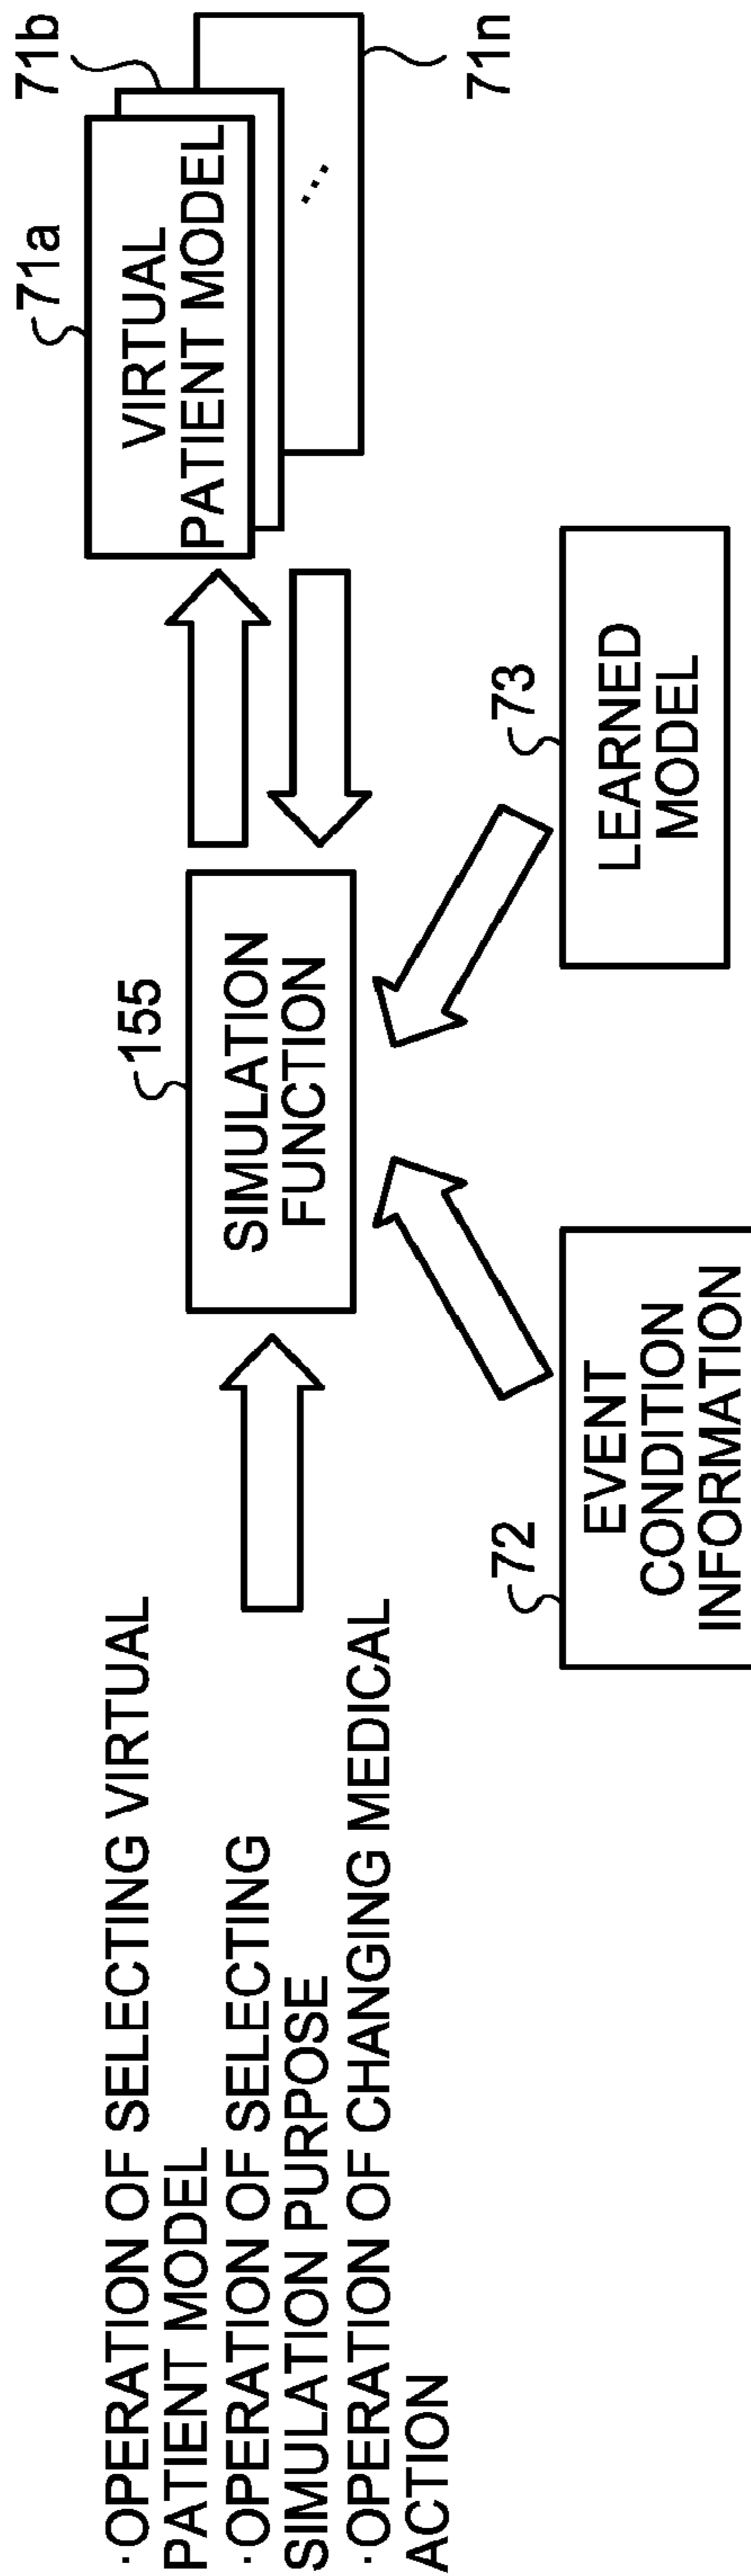 ·OPERATION OF SELECTING VIRTUAL
PATIENT MODEL
·OPERATION OF SELECTING
SIMULATION PURPOSE
·OPERATION OF CHANGING MEDICAL
ACTION
155
SIMULATION
FUNCTION
71a
VIRTUAL
PATIENT MODEL
71b
...
71n
72
EVENT
CONDITION
INFORMATION
73
LEARNED
MODEL